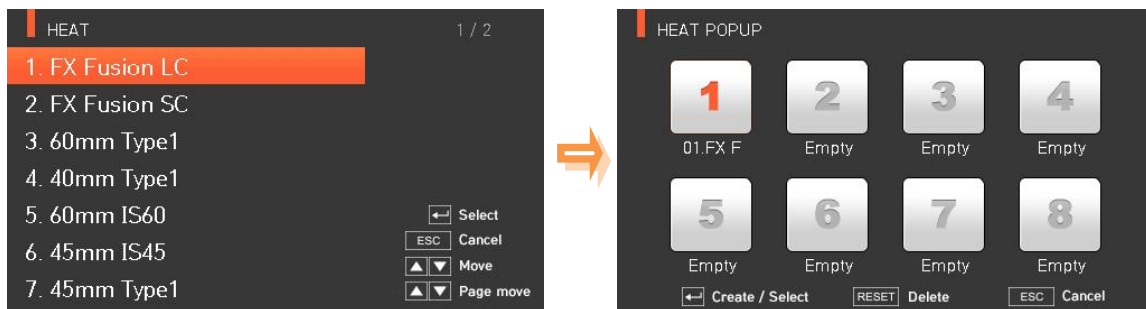 HEAT 1 / 2
1. FX Fusion LC
2. FX Fusion SC
3. 60mm Type1
4. 40mm Type1
5. 60mm IS60
6. 45mm IS45
7. 45mm Type1
Select
ESC Cancel
Move
Page move
HEAT POPUP
1 2 3 4
01.FX F Empty Empty Empty
5 6 7 8
Empty Empty Empty Empty
Create / Select RESET Delete ESC Cancel